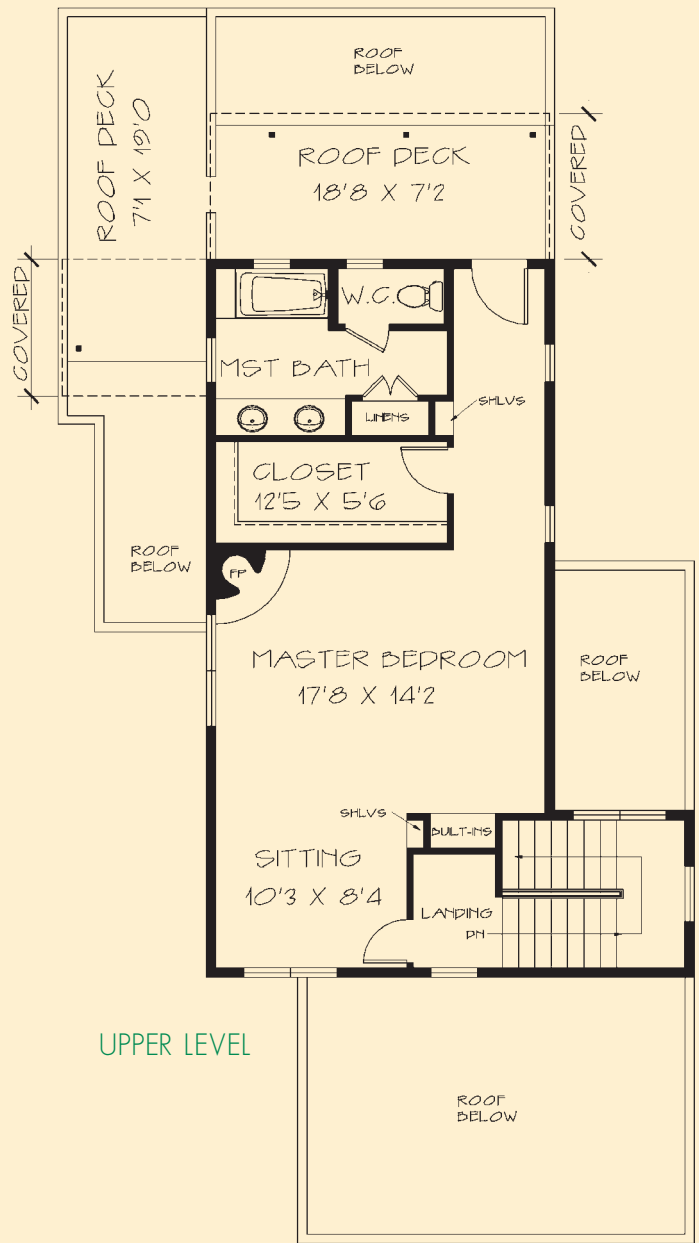 ROOF
BELOW
ROOF DECK
7'1 X 19'0
ROOF DECK
18'8 X 7'2
COVERED
COVERED
W.C.
MST BATH
LINENS
SHLVS
CLOSET
12'5 X 5'6
ROOF
BELOW
FP
MASTER BEDROOM
17'8 X 14'2
ROOF
BELOW
SHLVS
BUILT-INS
SITTING
10'3 X 8'4
LANDING
DN
UPPER LEVEL
ROOF
BELOW